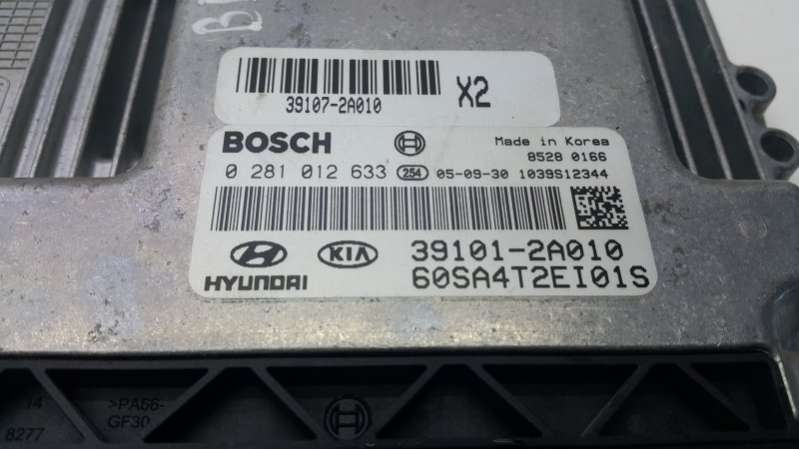 39107-2A010
X2
BOSCH
Made in Korea
8528 0166
0 281 012 633 254 05-09-30 1039S12344
KIA 39101-2A010
HYUNDAI 60SA4T2EI01S
14 >PA66-
8277 GF30